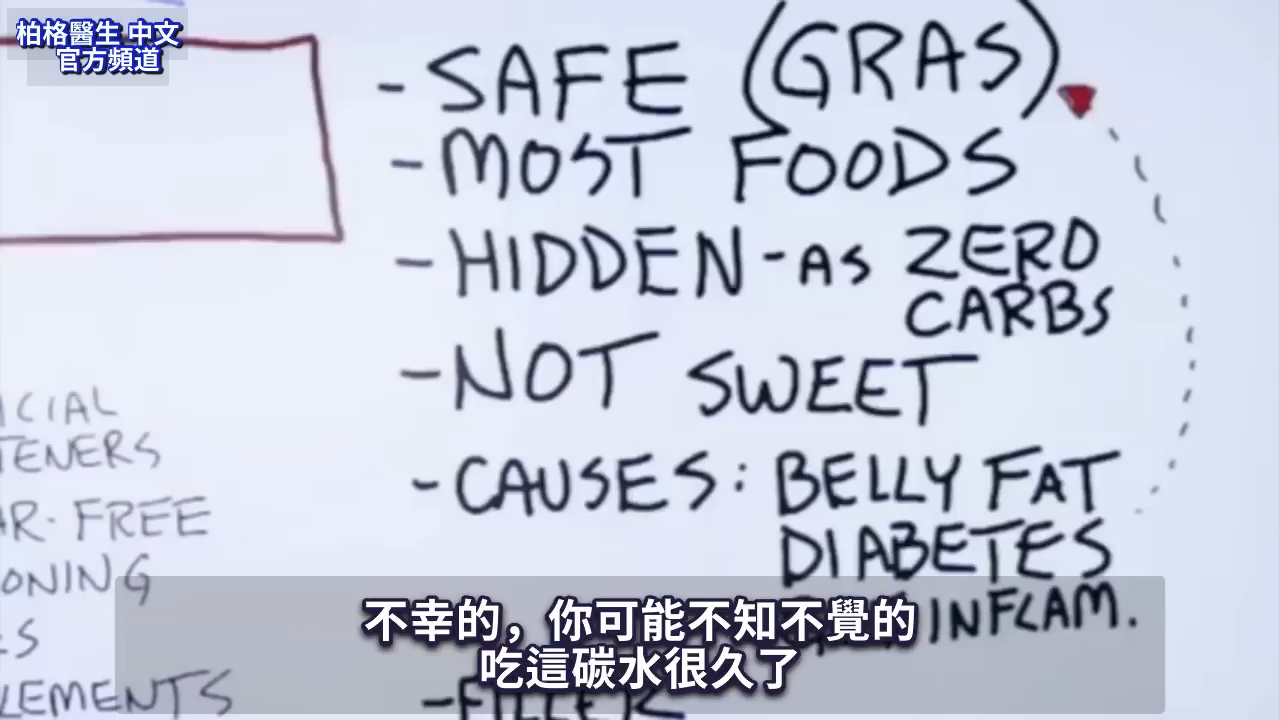 柏格醫生 中文
官方頻道
- SAFE (GRAS)
- MOST FOODS
- HIDDEN - AS ZERO
CARBS
- NOT SWEET
- CAUSES: BELLY FAT
DIABETES
INFLAM.
- FILLER
ICIAL
TENERS
AR-FREE
ONING
ES
LEMENTS
不幸的，你可能不知不覺的
吃這碳水很久了